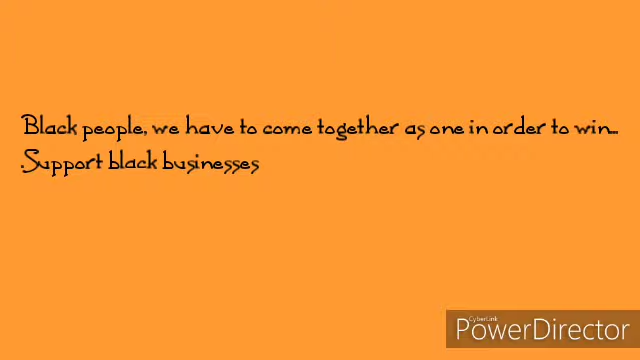 Black people, we have to come together as one in order to win...
.Support black businesses
CyberLink
PowerDirector